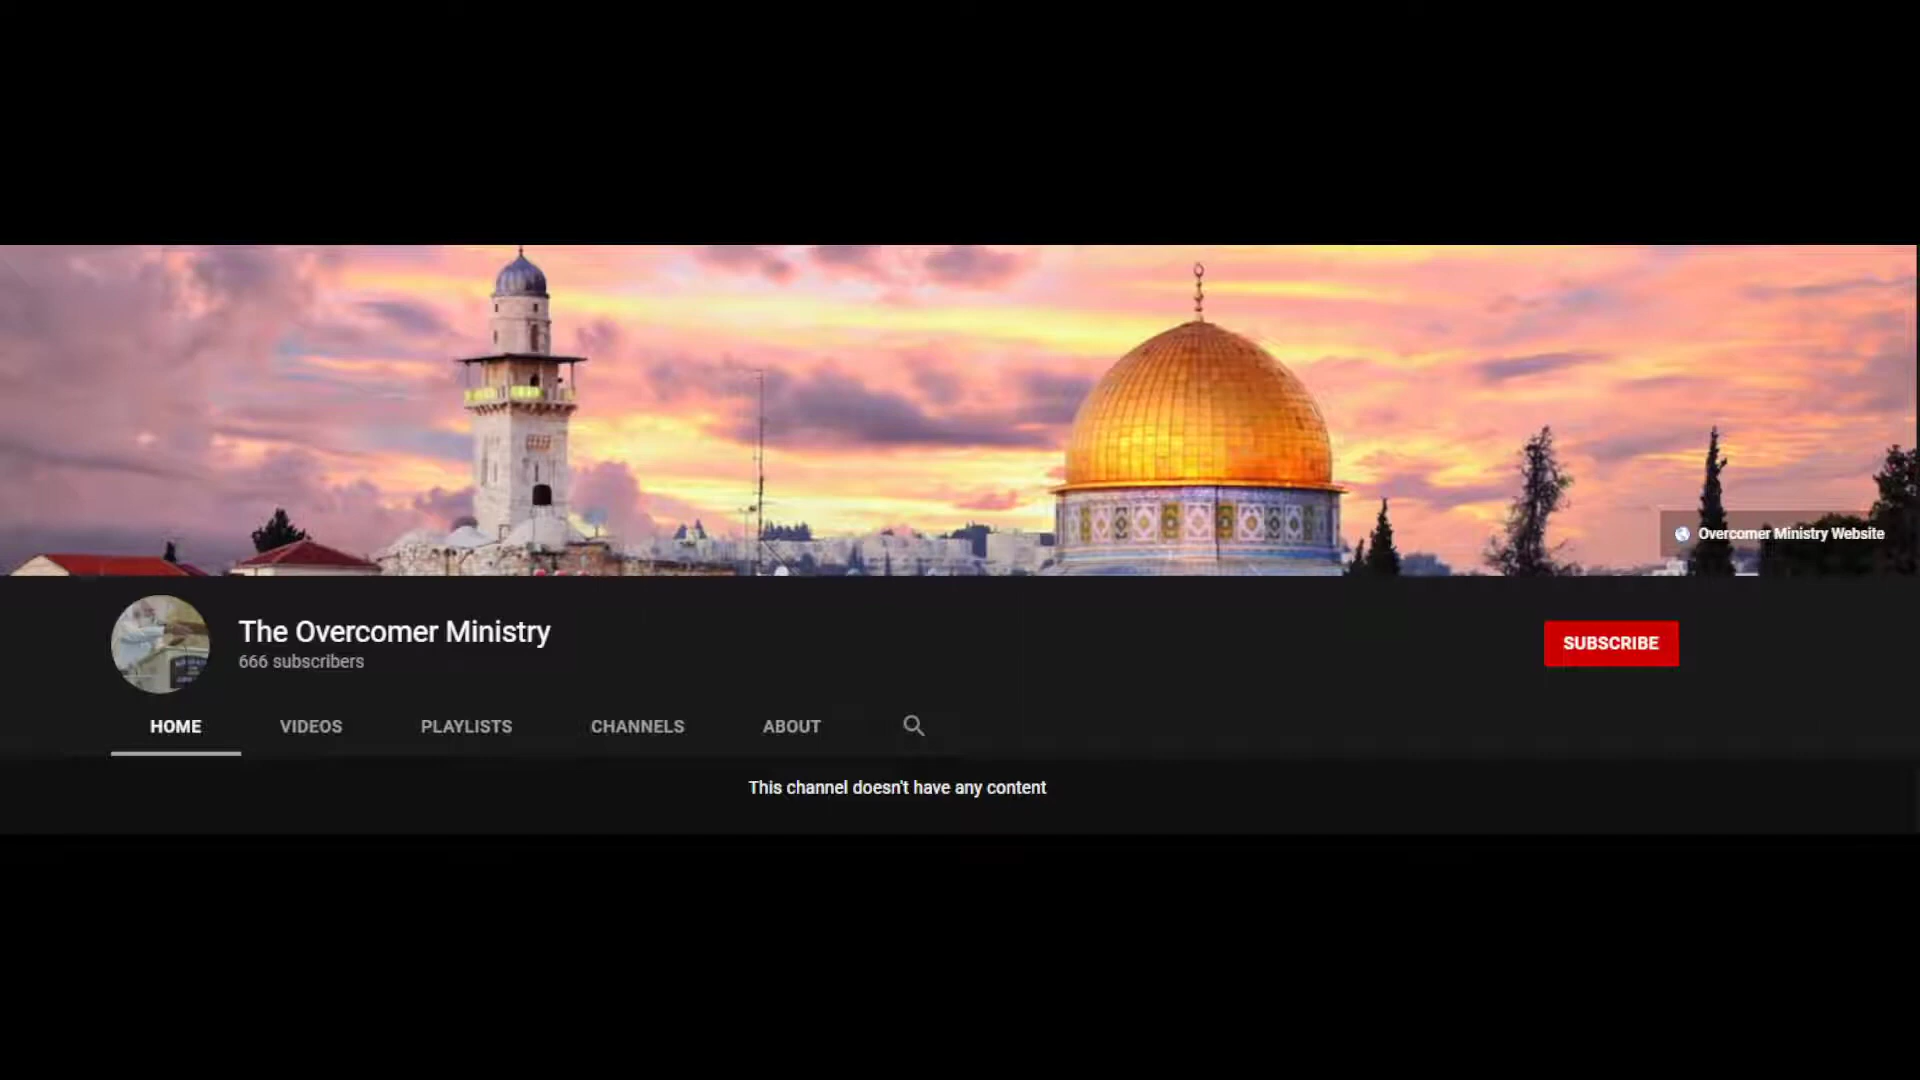 Overcomer Ministry Website
The Overcomer Ministry
666 subscribers
SUBSCRIBE
HOME VIDEOS PLAYLISTS CHANNELS ABOUT
This channel doesn't have any content